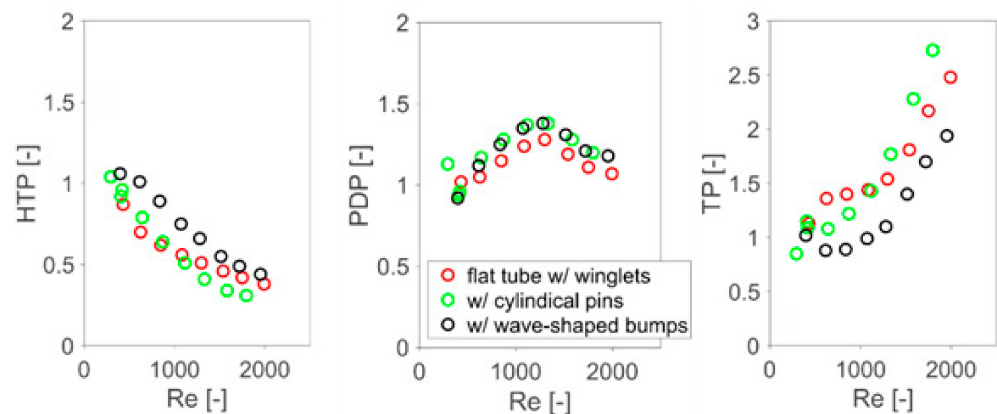 2
1.5
1
0.5
0
HTP [-]
0 1000 2000
Re [-]
2
1.5
1
0.5
0
PDP [-]
0 1000 2000
Re [-]
flat tube w/ winglets
w/ cylindical pins
w/ wave-shaped bumps
3
2.5
2
1.5
1
0.5
0
TP [-]
0 1000 2000
Re [-]